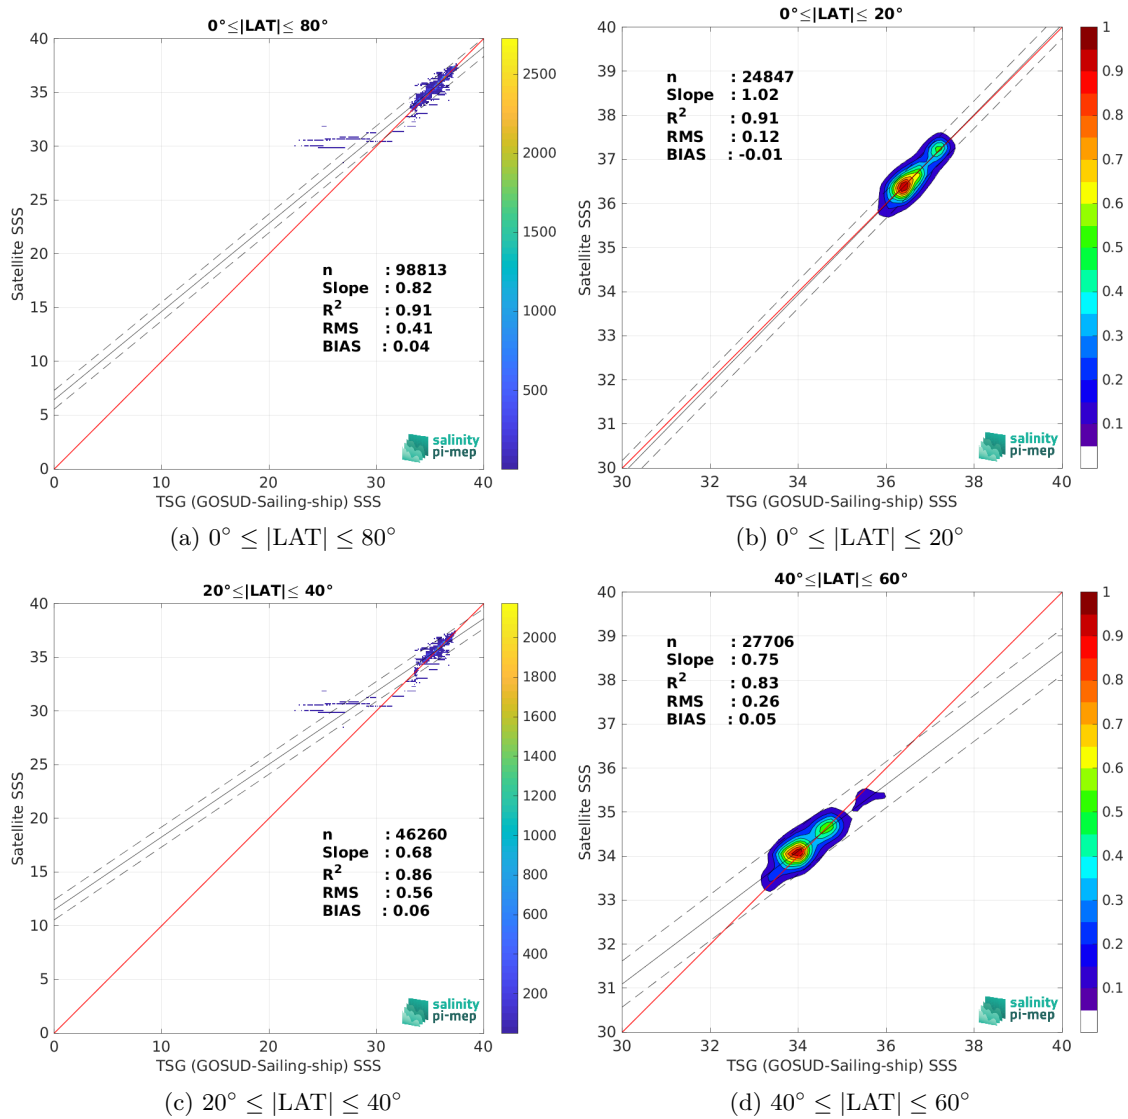 0°≤|LAT|≤ 80°
40
35
30
25
20
15
10
5
0
Satellite SSS
n : 98813
Slope : 0.82
R² : 0.91
RMS : 0.41
BIAS : 0.04
salinity
pi-mep
0 10 20 30 40
TSG (GOSUD-Sailing-ship) SSS
2500
2000
1500
1000
500
(a) 0° ≤ |LAT| ≤ 80°
0°≤|LAT|≤ 20°
40
39
38
37
36
35
34
33
32
31
30
Satellite SSS
n : 24847
Slope : 1.02
R² : 0.91
RMS : 0.12
BIAS : -0.01
salinity
pi-mep
30 32 34 36 38 40
TSG (GOSUD-Sailing-ship) SSS
1
0.9
0.8
0.7
0.6
0.5
0.4
0.3
0.2
0.1
(b) 0° ≤ |LAT| ≤ 20°
20°≤|LAT|≤ 40°
40
35
30
25
20
15
10
5
0
Satellite SSS
n : 46260
Slope : 0.68
R² : 0.86
RMS : 0.56
BIAS : 0.06
salinity
pi-mep
0 10 20 30 40
TSG (GOSUD-Sailing-ship) SSS
2000
1800
1600
1400
1200
1000
800
600
400
200
(c) 20° ≤ |LAT| ≤ 40°
40°≤|LAT|≤ 60°
40
39
38
37
36
35
34
33
32
31
30
Satellite SSS
n : 27706
Slope : 0.75
R² : 0.83
RMS : 0.26
BIAS : 0.05
salinity
pi-mep
30 32 34 36 38 40
TSG (GOSUD-Sailing-ship) SSS
1
0.9
0.8
0.7
0.6
0.5
0.4
0.3
0.2
0.1
(d) 40° ≤ |LAT| ≤ 60°